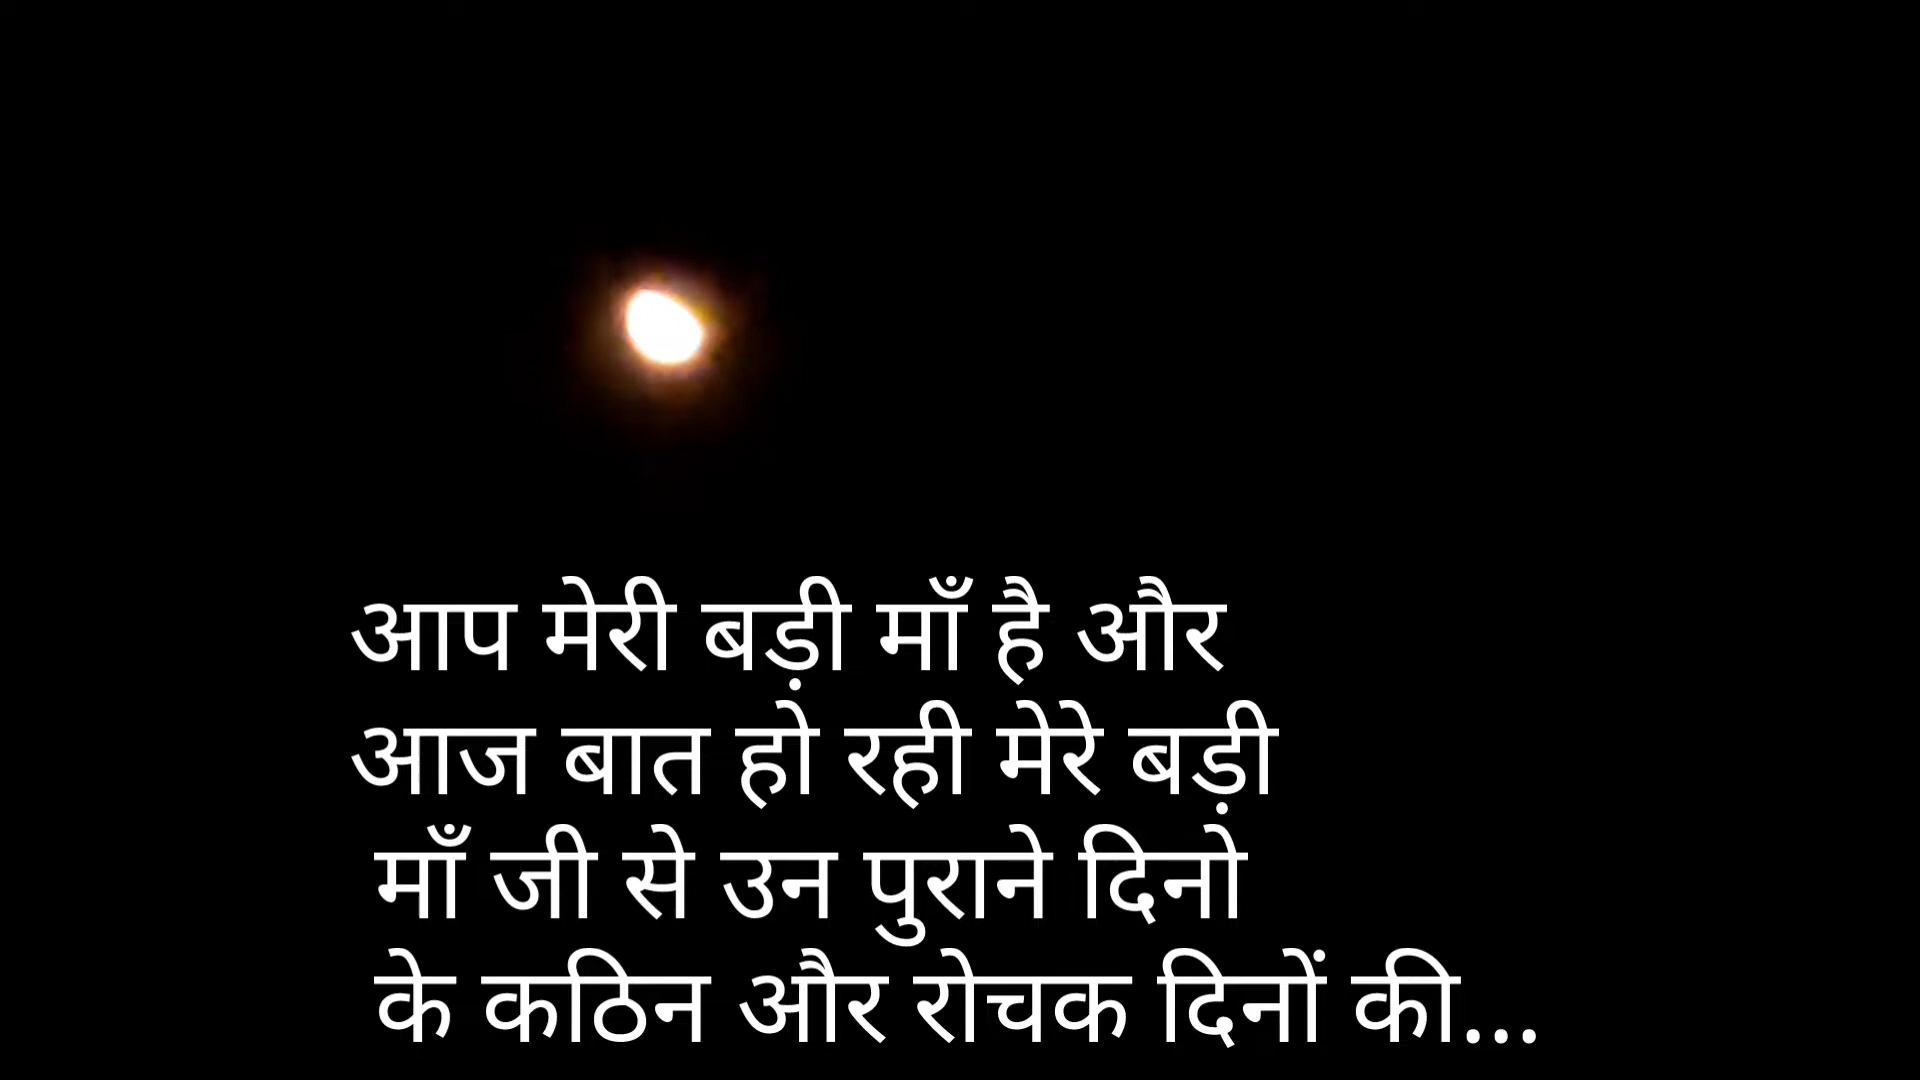 आप मेरी बड़ी माँ है और
आज बात हो रही मेरे बड़ी
माँ जी से उन पुराने दिनो
के कठिन और रोचक दिनों की...